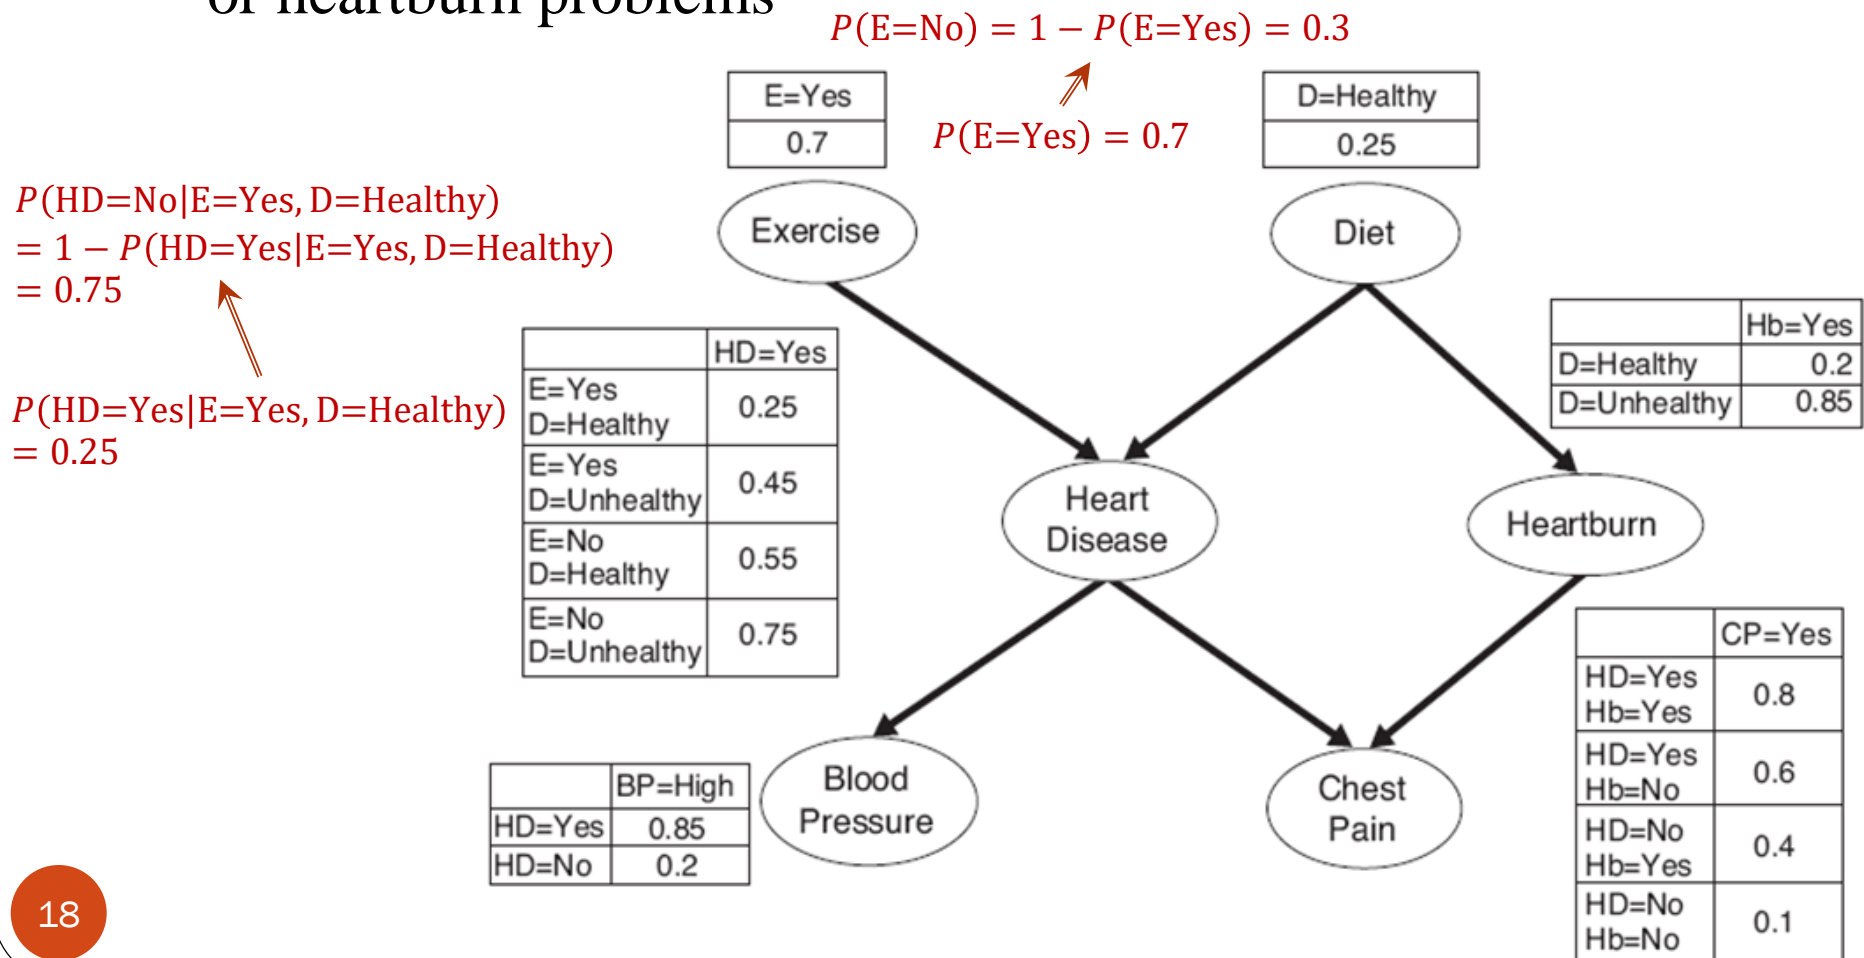 or heartburn problems
P(E=No) = 1 − P(E=Yes) = 0.3
P(E=Yes) = 0.7
E=Yes
0.7
D=Healthy
0.25
P(HD=No|E=Yes, D=Healthy)
= 1 − P(HD=Yes|E=Yes, D=Healthy)
= 0.75
P(HD=Yes|E=Yes, D=Healthy)
= 0.25
Exercise
Diet
HD=Yes
E=Yes
D=Healthy
0.25
E=Yes
D=Unhealthy
0.45
E=No
D=Healthy
0.55
E=No
D=Unhealthy
0.75
Hb=Yes
D=Healthy 0.2
D=Unhealthy 0.85
Heart
Disease
Heartburn
BP=High
HD=Yes 0.85
HD=No 0.2
Blood
Pressure
Chest
Pain
CP=Yes
HD=Yes
Hb=Yes
0.8
HD=Yes
Hb=No
0.6
HD=No
Hb=Yes
0.4
HD=No
Hb=No
0.1
18